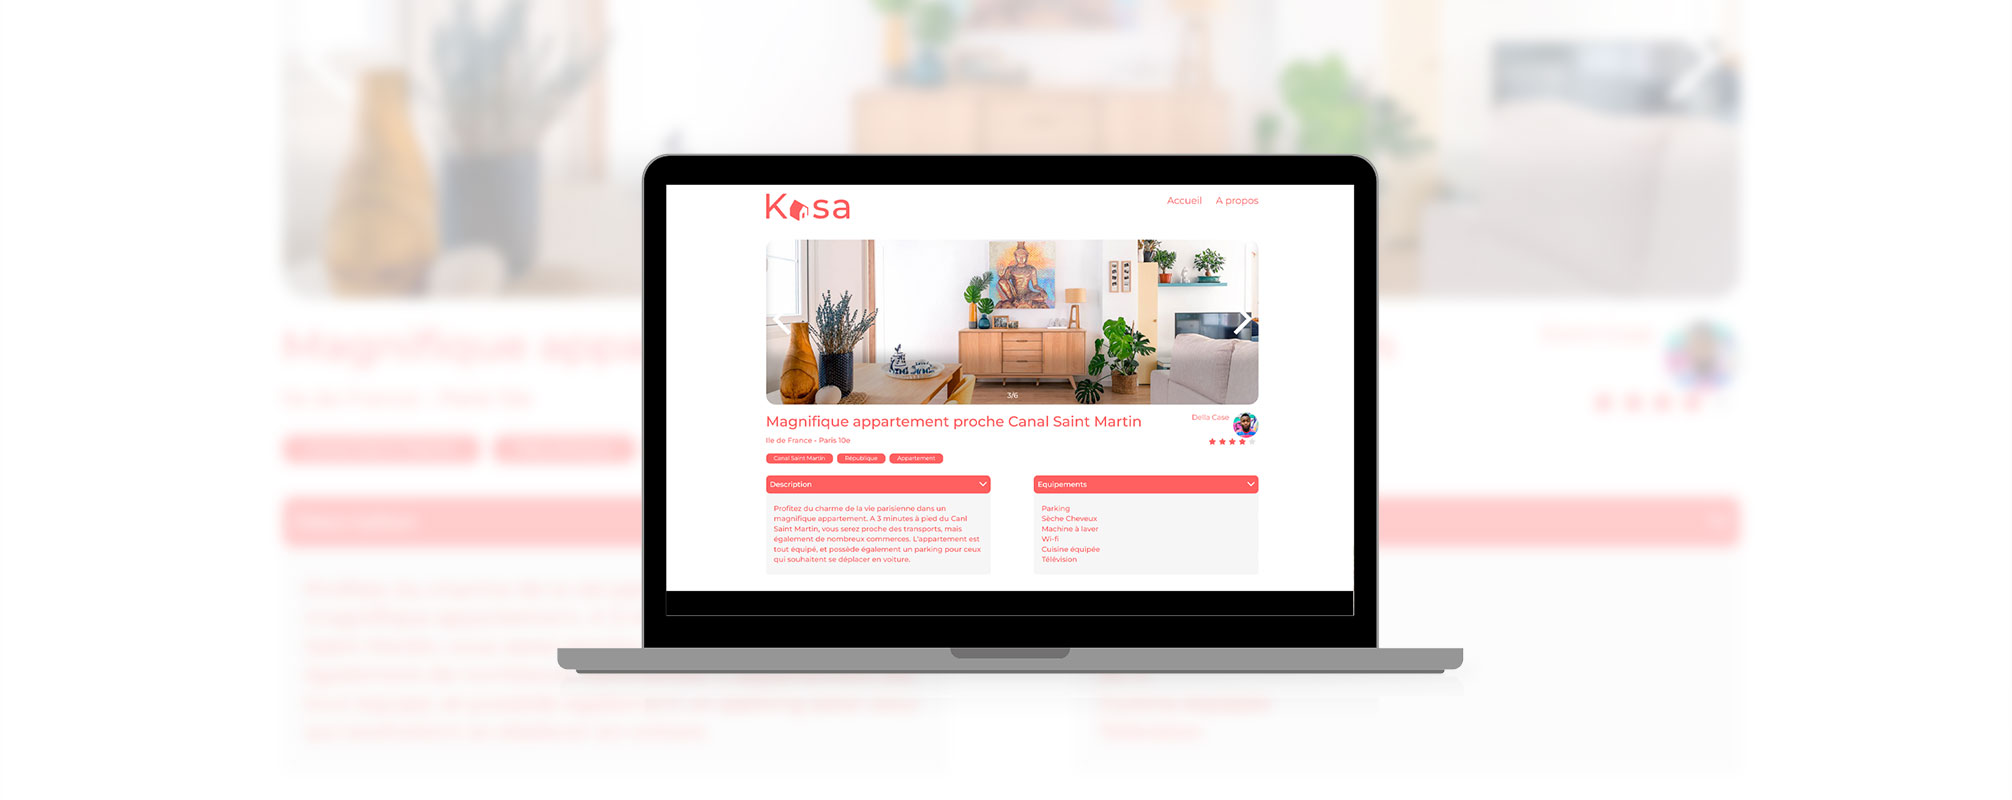 Kasa
Accueil A propos
3/6
Magnifique appartement proche Canal Saint Martin
Ile de France - Paris 10e
Della Case
Canal Saint Martin République Appartement
Description
Profitez du charme de la vie parisienne dans un
magnifique appartement. A 3 minutes à pied du Canl
Saint Martin, vous serez proche des transports, mais
également de nombreux commerces. L'appartement est
tout équipé, et possède également un parking pour ceux
qui souhaitent se déplacer en voiture.
Equipements
Parking
Sèche Cheveux
Machine à laver
Wi-fi
Cuisine équipée
Télévision